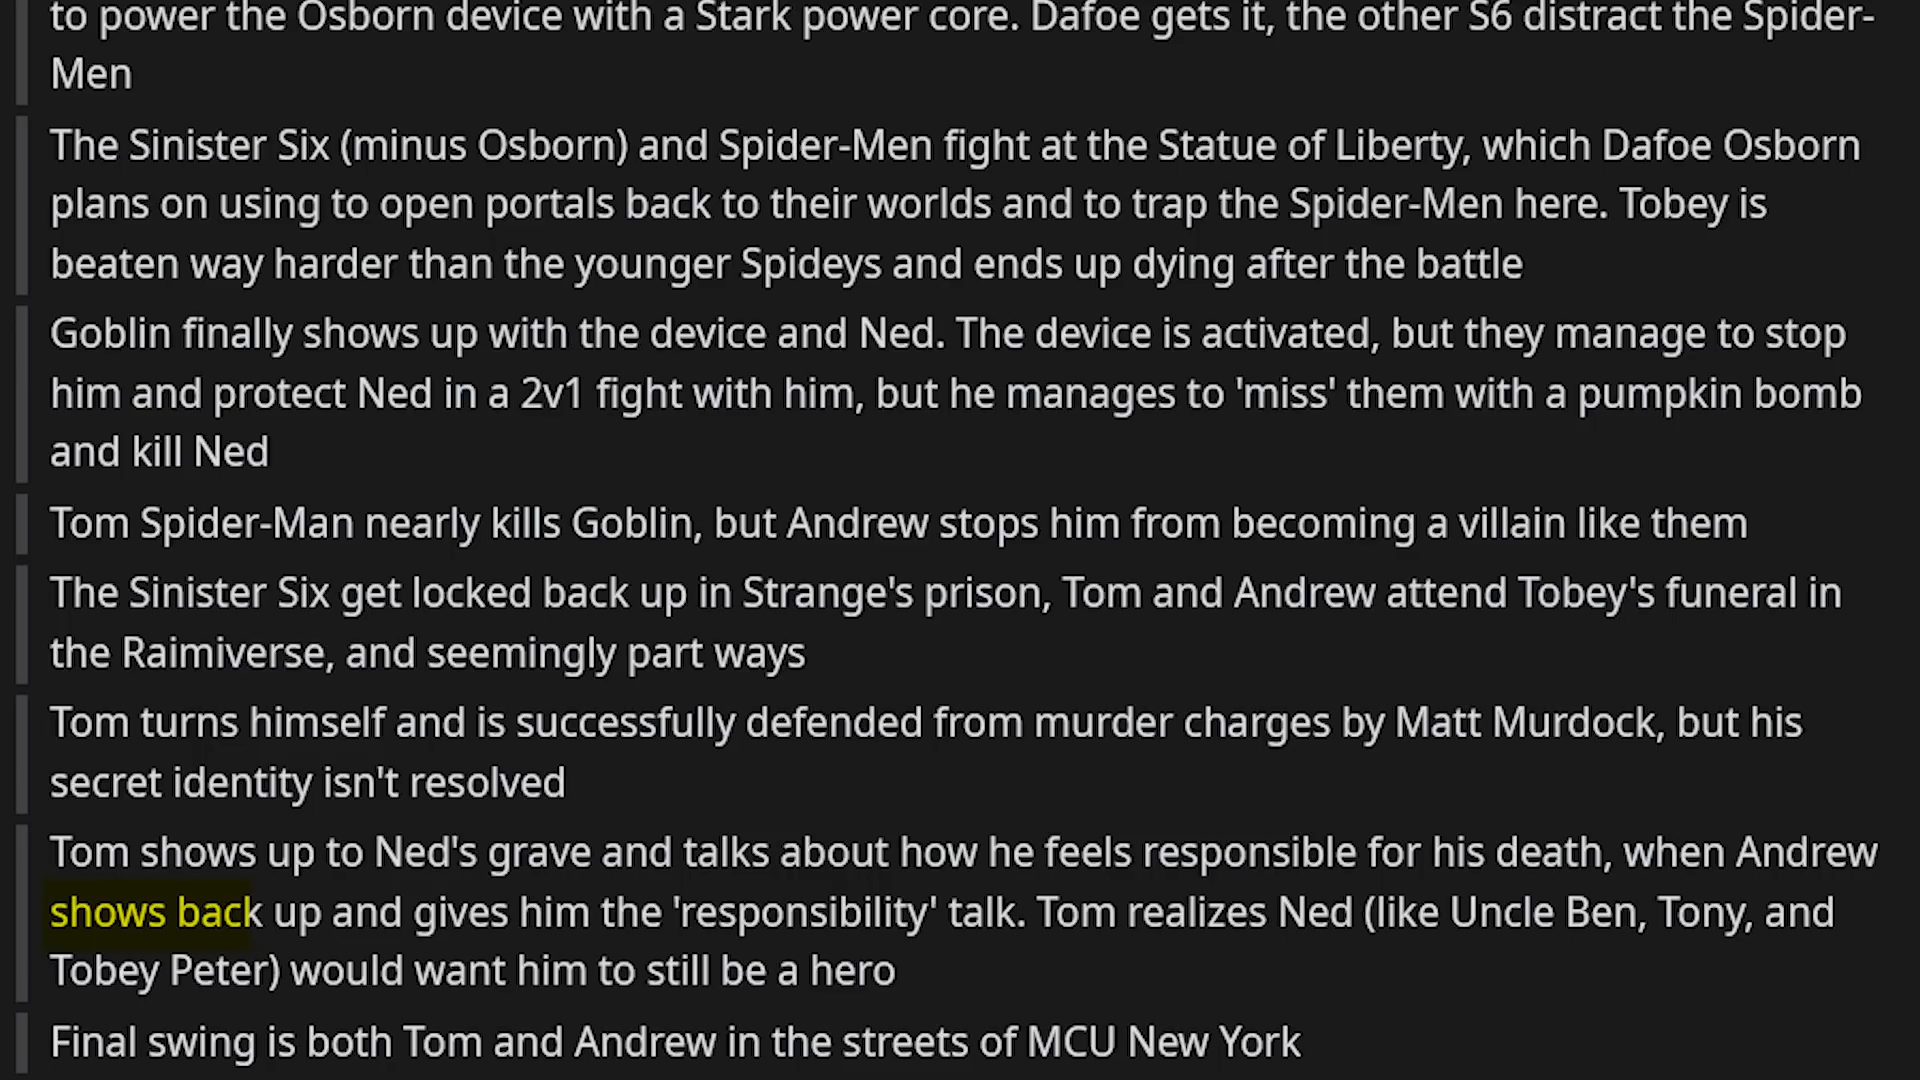 to power the Osborn device with a Stark power core. Dafoe gets it, the other S6 distract the Spider-
Men
The Sinister Six (minus Osborn) and Spider-Men fight at the Statue of Liberty, which Dafoe Osborn
plans on using to open portals back to their worlds and to trap the Spider-Men here. Tobey is
beaten way harder than the younger Spideys and ends up dying after the battle
Goblin finally shows up with the device and Ned. The device is activated, but they manage to stop
him and protect Ned in a 2v1 fight with him, but he manages to 'miss' them with a pumpkin bomb
and kill Ned
Tom Spider-Man nearly kills Goblin, but Andrew stops him from becoming a villain like them
The Sinister Six get locked back up in Strange's prison, Tom and Andrew attend Tobey's funeral in
the Raimiverse, and seemingly part ways
Tom turns himself and is successfully defended from murder charges by Matt Murdock, but his
secret identity isn't resolved
Tom shows up to Ned's grave and talks about how he feels responsible for his death, when Andrew
shows back up and gives him the 'responsibility' talk. Tom realizes Ned (like Uncle Ben, Tony, and
Tobey Peter) would want him to still be a hero
Final swing is both Tom and Andrew in the streets of MCU New York